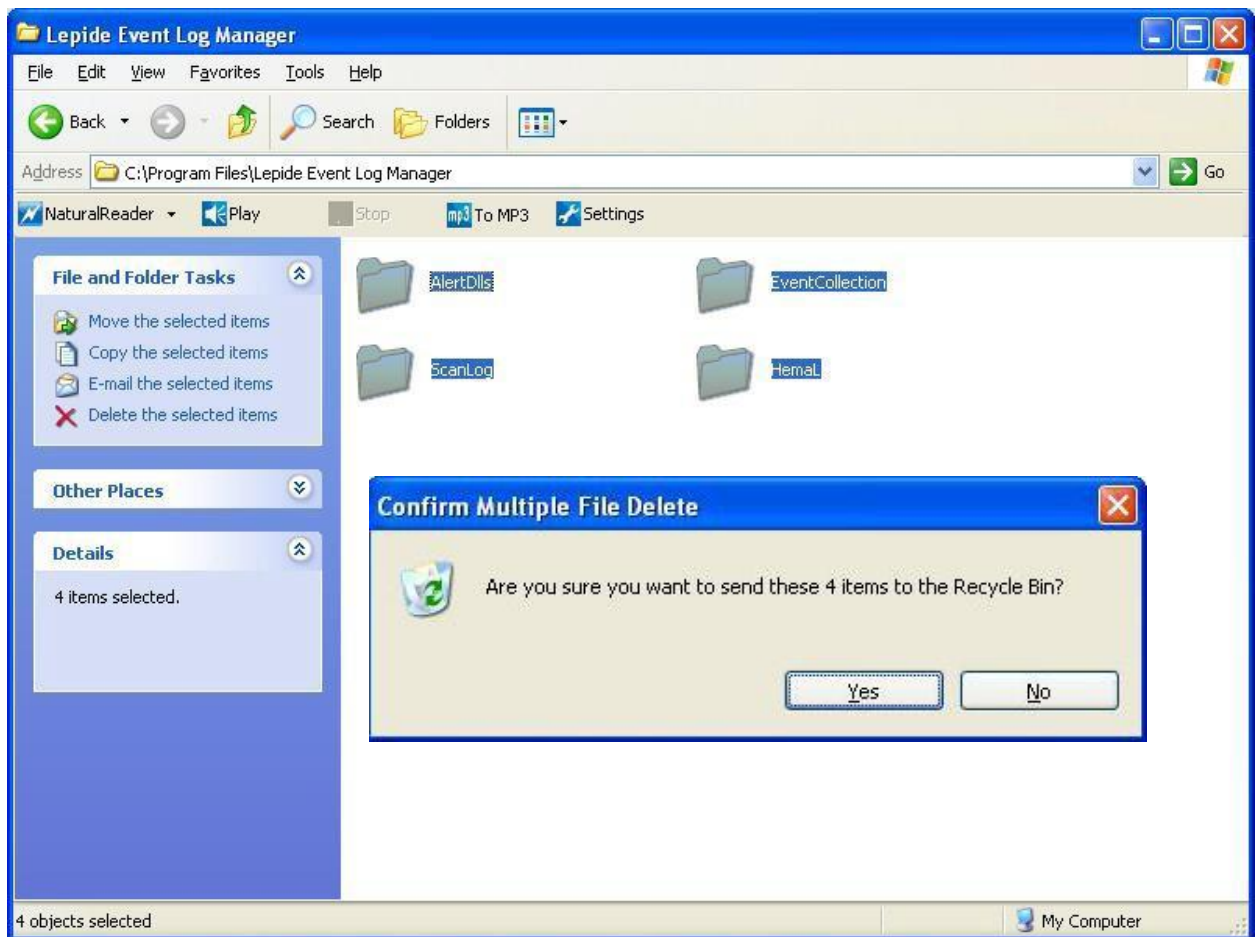 Lepide Event Log Manager
File Edit View Favorites Tools Help
Back Search Folders
Address C:\Program Files\Lepide Event Log Manager Go
NaturalReader Play Stop mp3 To MP3 Settings
File and Folder Tasks
Move the selected items
Copy the selected items
E-mail the selected items
Delete the selected items
Other Places
Details
4 items selected.
AlertDlls EventCollection
ScanLog HemaL
Confirm Multiple File Delete
Are you sure you want to send these 4 items to the Recycle Bin?
Yes No
4 objects selected My Computer